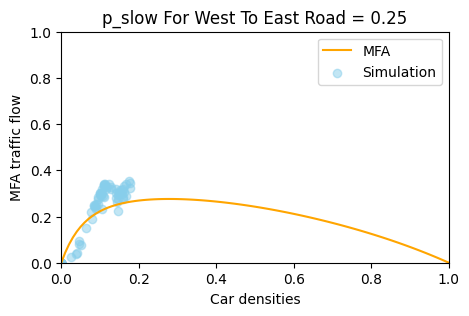 p_slow For West To East Road = 0.25
MFA traffic flow
1.0
0.8
0.6
0.4
0.2
0.0
MFA
Simulation
0.0 0.2 0.4 0.6 0.8 1.0
Car densities